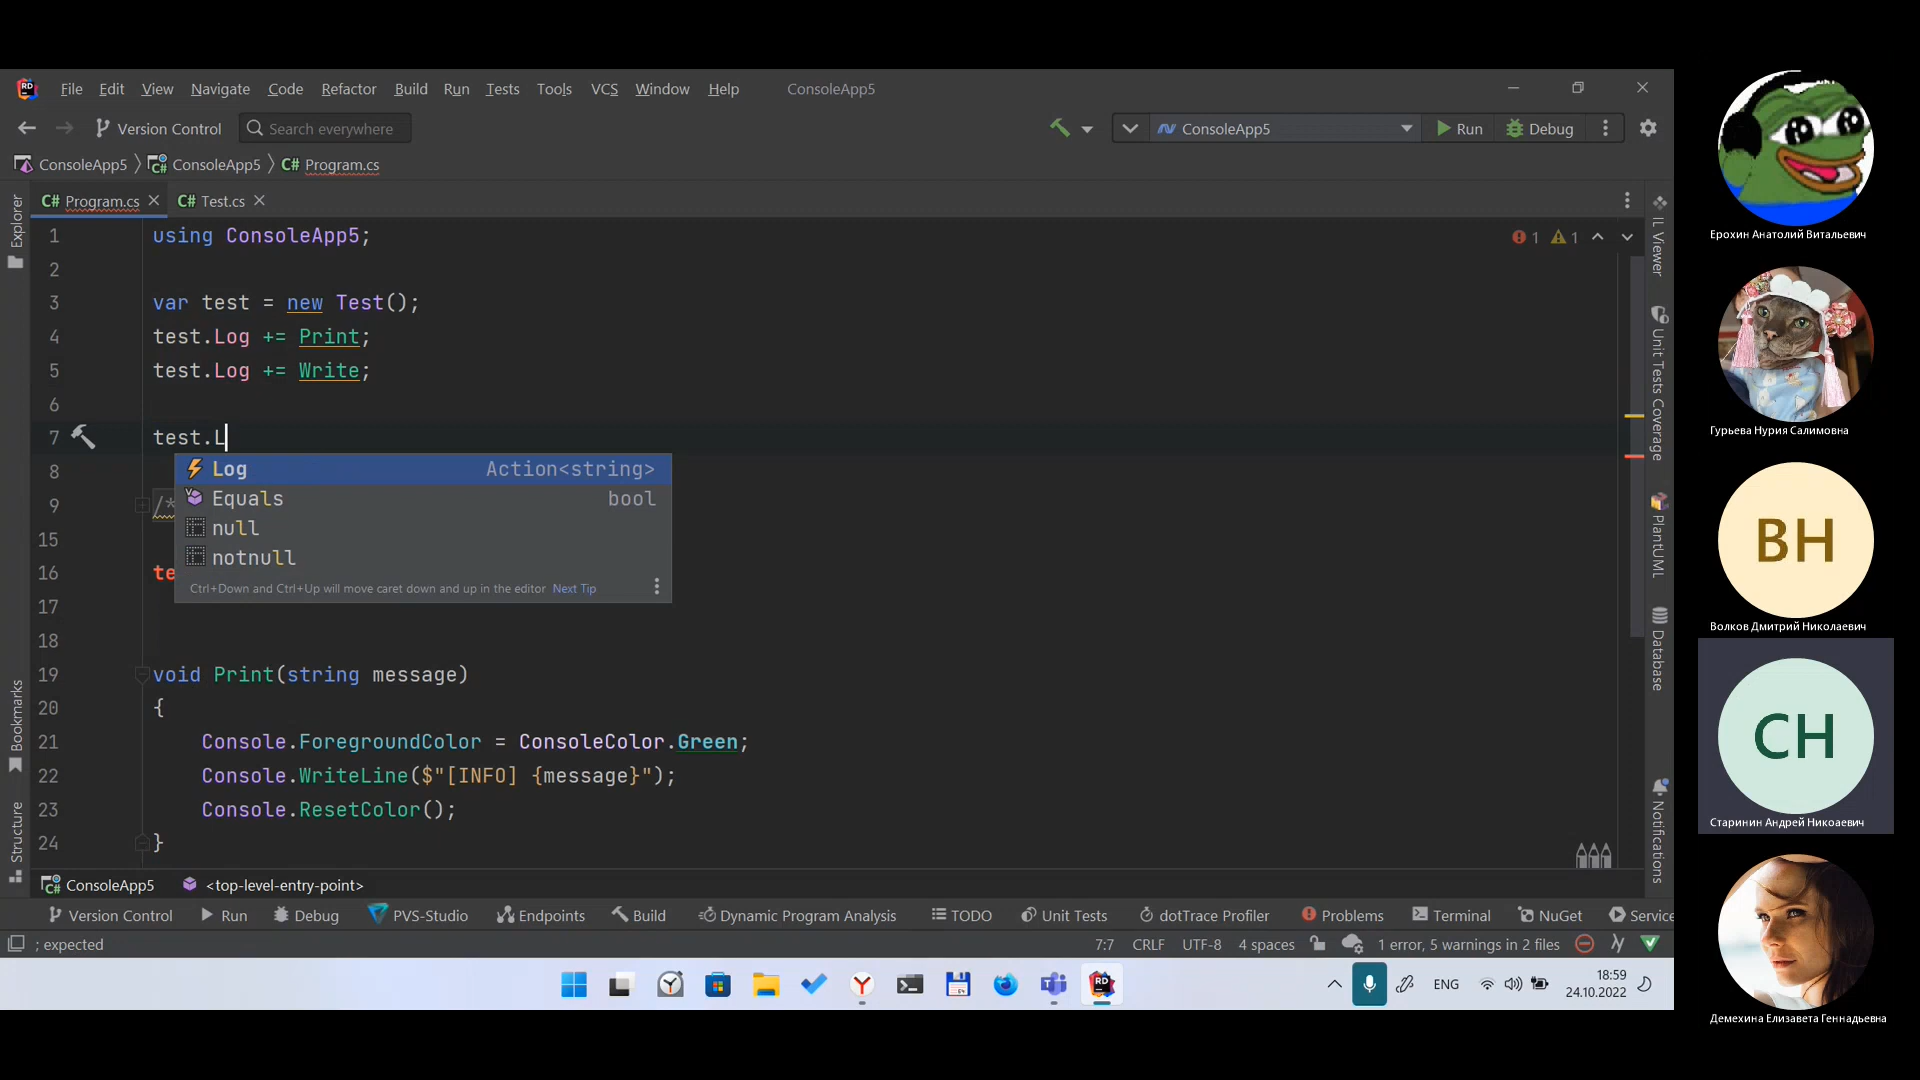 RD File Edit View Navigate Code Refactor Build Run Tests Tools VCS Window Help ConsoleApp5
Version Control Search everywhere ConsoleApp5 Run Debug
ConsoleApp5 ConsoleApp5 C# Program.cs
C# Program.cs C# Test.cs
Explorer
Bookmarks
Structure
1 using ConsoleApp5;
1 1
2
3 var test = new Test();
4 test.Log += Print;
5 test.Log += Write;
6
7 test.L
Log Action<string>
Equals bool
null
notnull
Ctrl+Down and Ctrl+Up will move caret down and up in the editor Next Tip
8
9 /*
15
16 te
17
18
19 void Print(string message)
20 {
21 Console.ForegroundColor = ConsoleColor.Green;
22 Console.WriteLine($"[INFO] {message}");
23 Console.ResetColor();
24 }
IL Viewer
Unit Tests Coverage
PlantUML
Database
Notifications
ConsoleApp5 <top-level-entry-point>
Version Control Run Debug PVS-Studio Endpoints Build Dynamic Program Analysis TODO Unit Tests dotTrace Profiler Problems Terminal NuGet Service
; expected 7:7 CRLF UTF-8 4 spaces 1 error, 5 warnings in 2 files
ENG 18:59
24.10.2022
Ерохин Анатолий Витальевич
Гурьева Нурия Салимовна
ВН
Волков Дмитрий Николаевич
СН
Старинин Андрей Никоаевич
Демехина Елизавета Геннадьевна